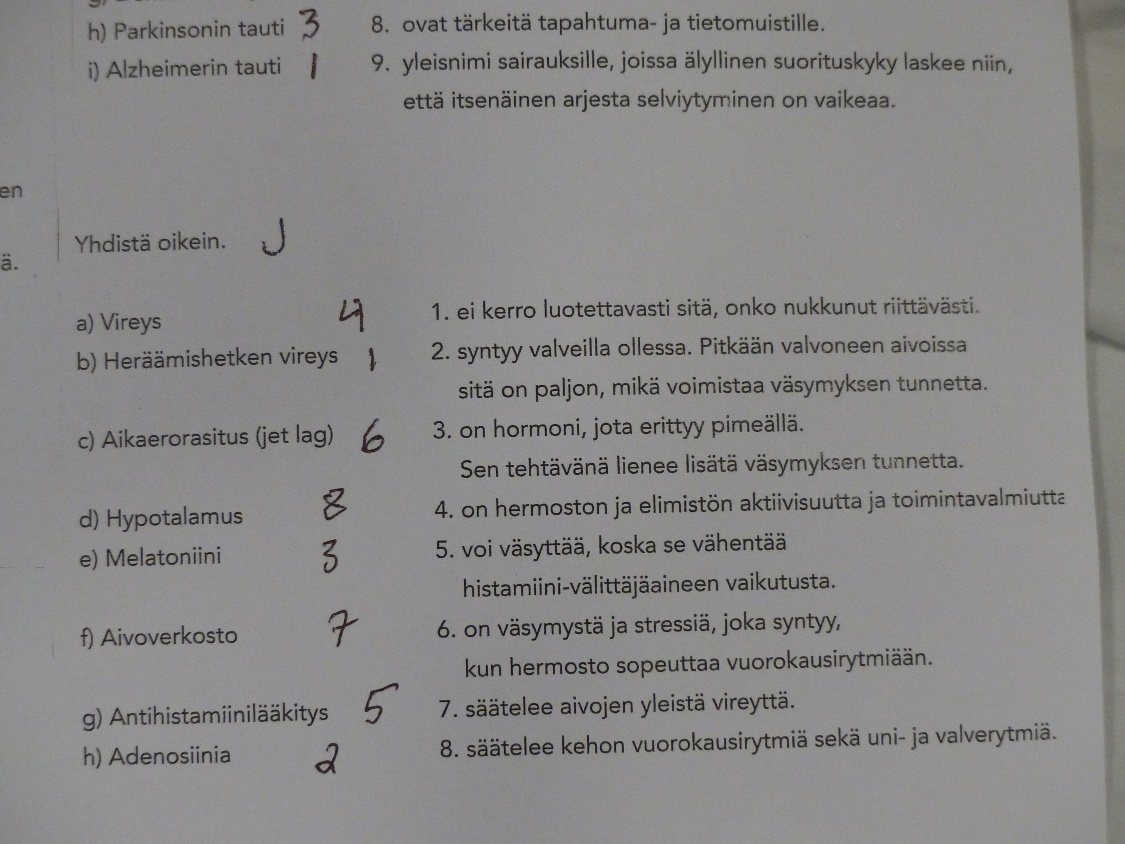 h) Parkinsonin tauti 3 8. ovat tärkeitä tapahtuma- ja tietomuistille.
i) Alzheimerin tauti 1 9. yleisnimi sairauksille, joissa älyllinen suorituskyky laskee niin,
että itsenäinen arjesta selviytyminen on vaikeaa.
en
Yhdistä oikein. J
ä.
a) Vireys 4 1. ei kerro luotettavasti sitä, onko nukkunut riittävästi.
b) Heräämishetken vireys 1 2. syntyy valveilla ollessa. Pitkään valvoneen aivoissa
sitä on paljon, mikä voimistaa väsymyksen tunnetta.
c) Aikaerorasitus (jet lag) 6 3. on hormoni, jota erittyy pimeällä.
Sen tehtävänä lienee lisätä väsymyksen tunnetta.
d) Hypotalamus 8 4. on hermoston ja elimistön aktiivisuutta ja toimintavalmiutta
e) Melatoniini 3 5. voi väsyttää, koska se vähentää
histamiini-välittäjäaineen vaikutusta.
f) Aivoverkosto 7 6. on väsymystä ja stressiä, joka syntyy,
kun hermosto sopeuttaa vuorokausirytmiään.
g) Antihistamiinilääkitys 5 7. säätelee aivojen yleistä vireyttä.
h) Adenosiinia 2 8. säätelee kehon vuorokausirytmiä sekä uni- ja valverytmiä.